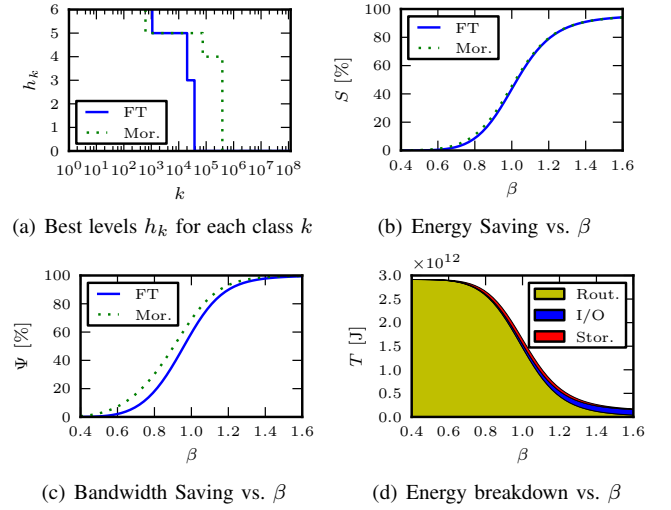 6
5
4
3
2
1
0
h_k
FT
Mor.
10^0 10^1 10^2 10^3 10^4 10^5 10^6 10^7 10^8
k
(a) Best levels h_k for each class k
100
80
60
40
20
0
S [%]
FT
Mor.
0.4 0.6 0.8 1.0 1.2 1.4 1.6
β
(b) Energy Saving vs. β
100
80
60
40
20
0
Ψ [%]
FT
Mor.
0.4 0.6 0.8 1.0 1.2 1.4 1.6
β
(c) Bandwidth Saving vs. β
×10^12
3.0
2.5
2.0
1.5
1.0
0.5
0.0
T [J]
Rout.
I/O
Stor.
0.4 0.6 0.8 1.0 1.2 1.4 1.6
β
(d) Energy breakdown vs. β